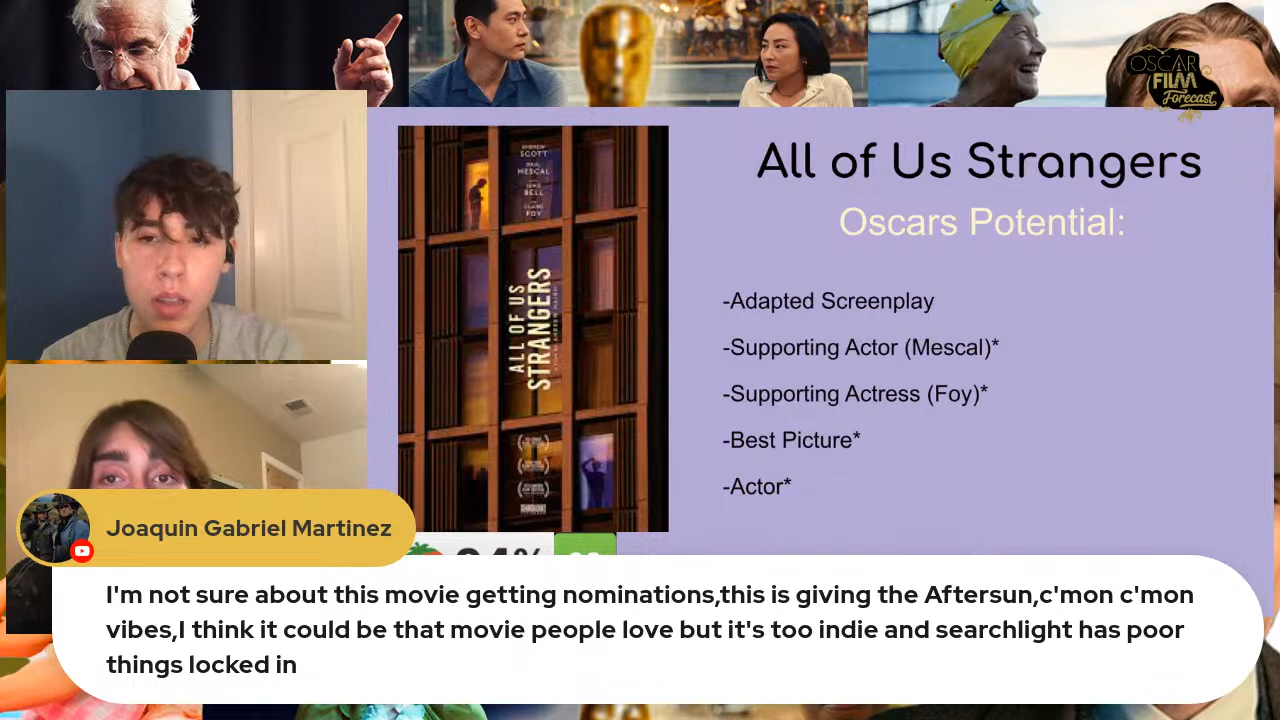 OSCAR
FILM
Forecast
All of Us Strangers
Oscars Potential:
-Adapted Screenplay
-Supporting Actor (Mescal)*
-Supporting Actress (Foy)*
-Best Picture*
-Actor*
ANDREW
SCOTT
PAUL
MESCAL
JAMIE
BELL
CLAIRE
FOY
ALL OF US
STRANGERS
Joaquin Gabriel Martinez
I'm not sure about this movie getting nominations,this is giving the Aftersun,c'mon c'mon
vibes,I think it could be that movie people love but it's too indie and searchlight has poor
things locked in